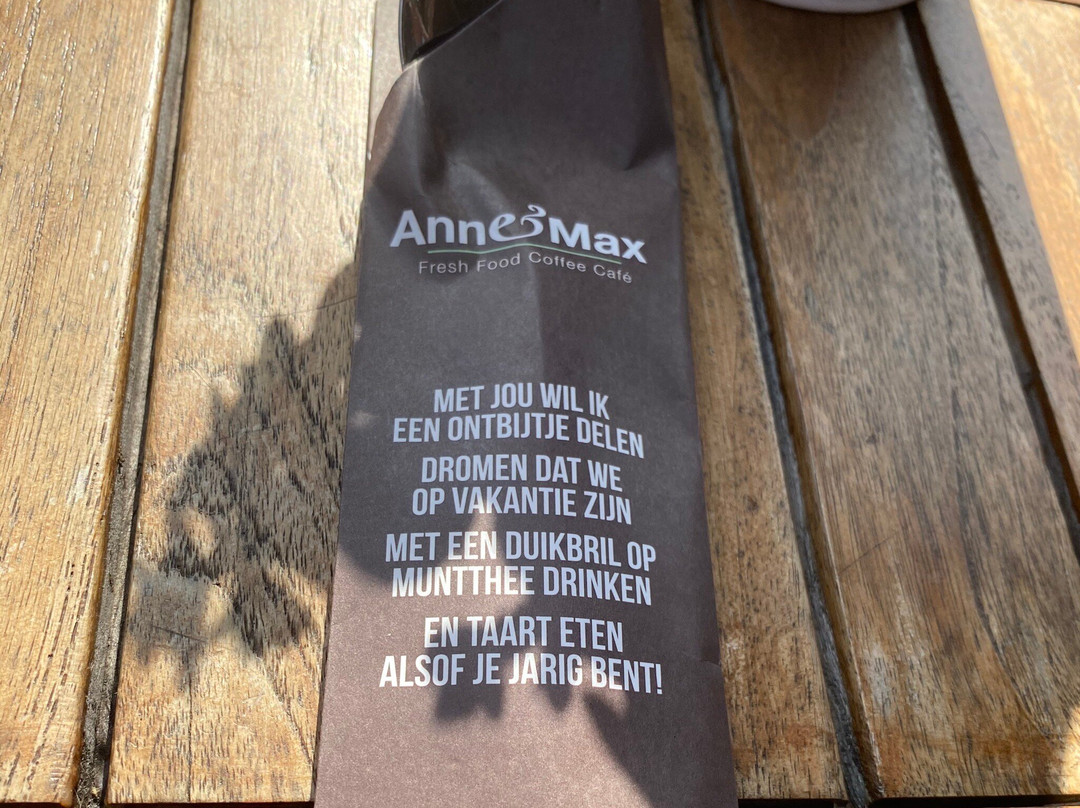 Anne&Max
Fresh Food Coffee Café
MET JOU WIL IK
EEN ONTBIJTJE DELEN
DROMEN DAT WE
OP VAKANTIE ZIJN
MET EEN DUIKBRIL OP
MUNTTHEE DRINKEN
EN TAART ETEN
ALSOF JE JARIG BENT!